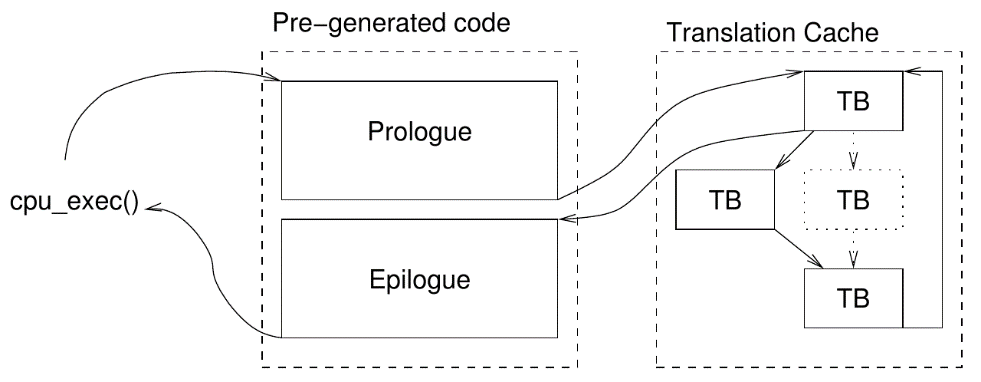 Pre-generated code
Translation Cache
Prologue
TB
cpu_exec()
TB
TB
Epilogue
TB